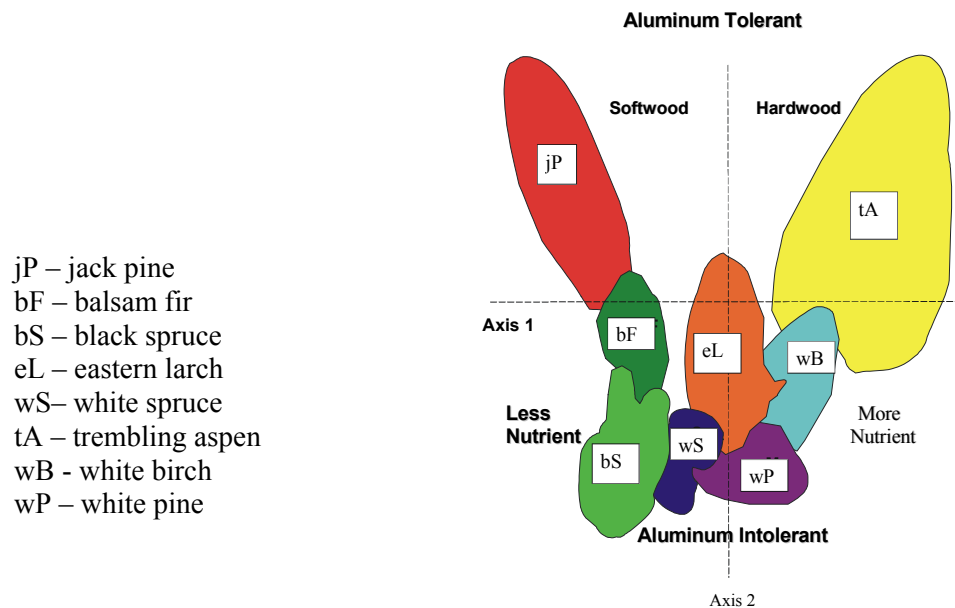 Aluminum Tolerant
Softwood
Hardwood
jP
tA
jP – jack pine
bF – balsam fir
bS – black spruce
eL – eastern larch
wS– white spruce
tA – trembling aspen
wB - white birch
wP – white pine
Axis 1
bF
eL
wB
Less
Nutrient
More
Nutrient
bS
wS
wP
Aluminum Intolerant
Axis 2